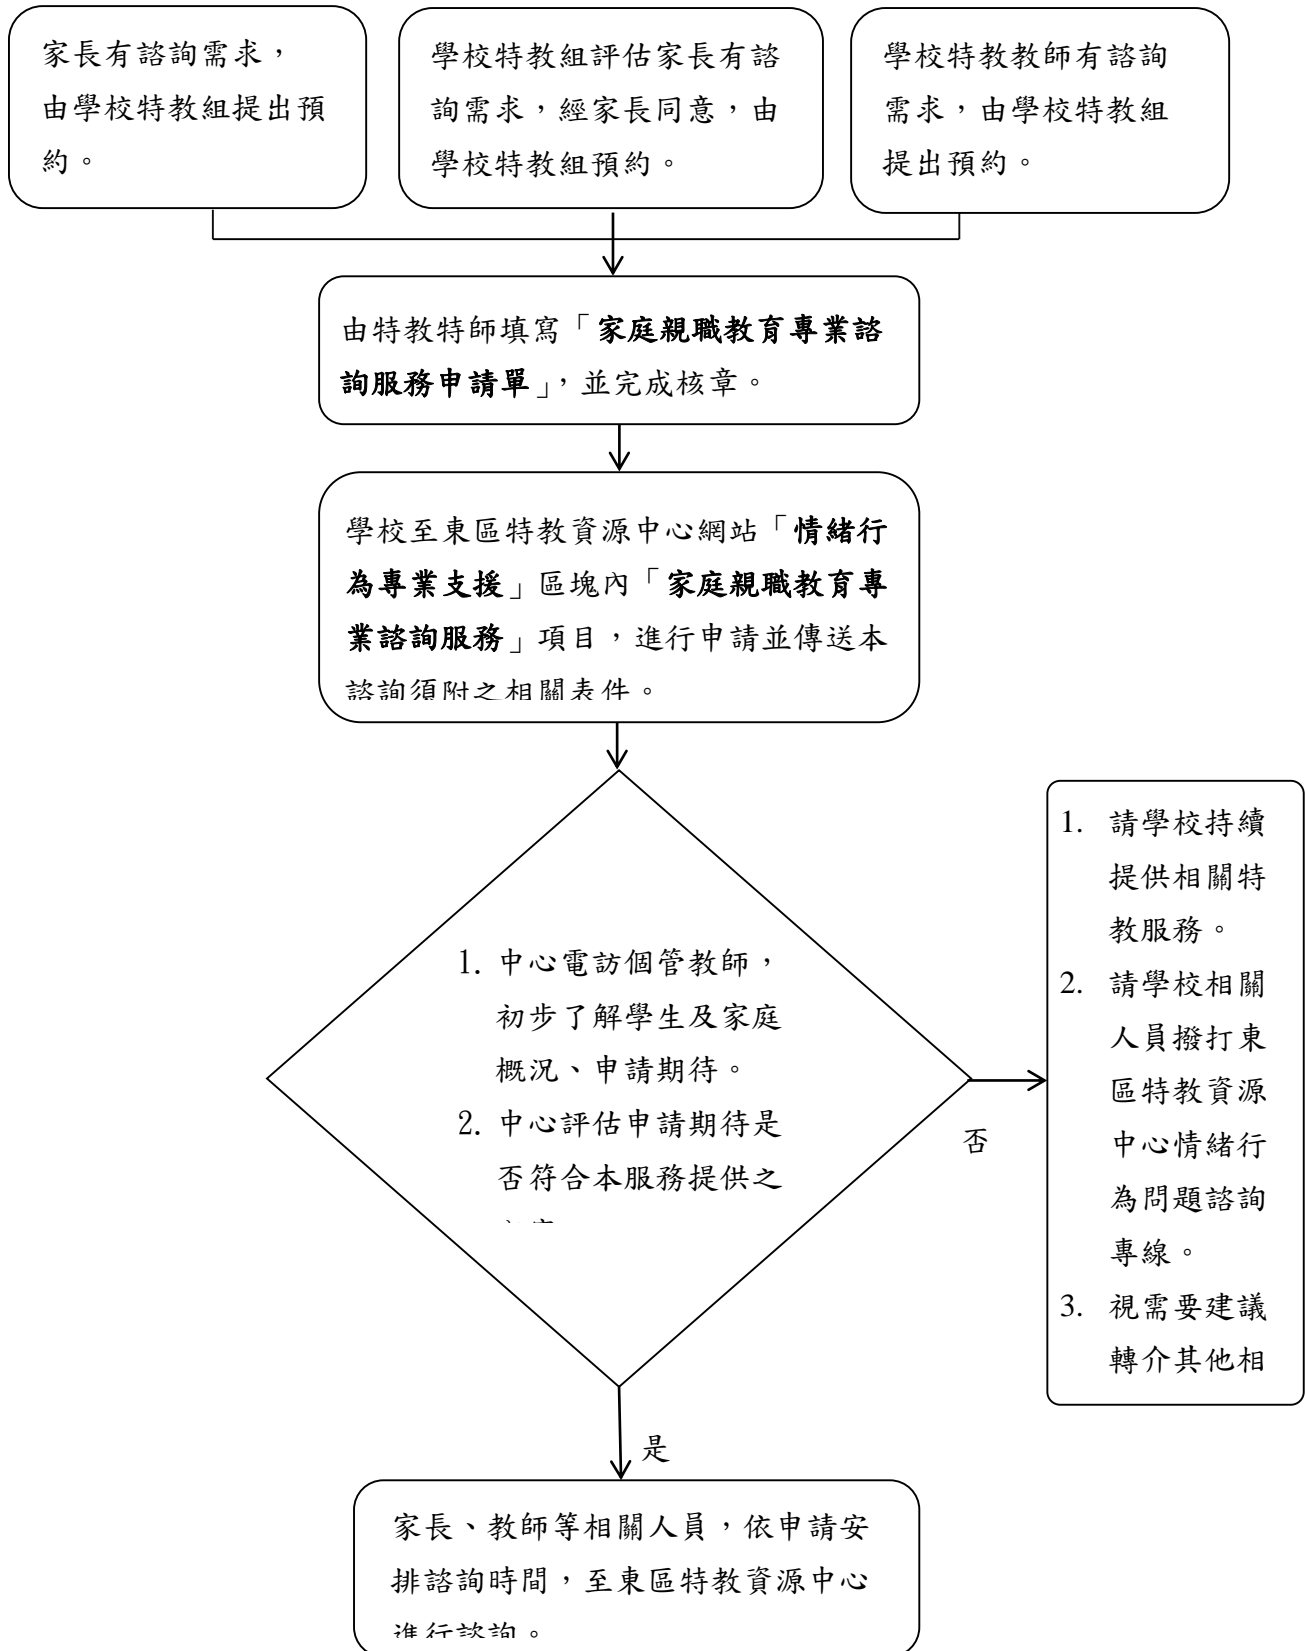 家長有諮詢需求，
由學校特教組提出預
約。
學校特教組評估家長有諮
詢需求，經家長同意，由
學校特教組預約。
學校特教教師有諮詢
需求，由學校特教組
提出預約。
由特教特師填寫「家庭親職教育專業諮
詢服務申請單」，並完成核章。
學校至東區特教資源中心網站「情緒行
為專業支援」區塊內「家庭親職教育專
業諮詢服務」項目，進行申請並傳送本
諮詢須附之相關表件。
1. 中心電訪個管教師，
初步了解學生及家庭
概況、申請期待。
2. 中心評估申請期待是
否符合本服務提供之
否
1. 請學校持續
提供相關特
教服務。
2. 請學校相關
人員撥打東
區特教資源
中心情緒行
為問題諮詢
專線。
3. 視需要建議
轉介其他相
是
家長、教師等相關人員，依申請安
排諮詢時間，至東區特教資源中心
進行諮詢。